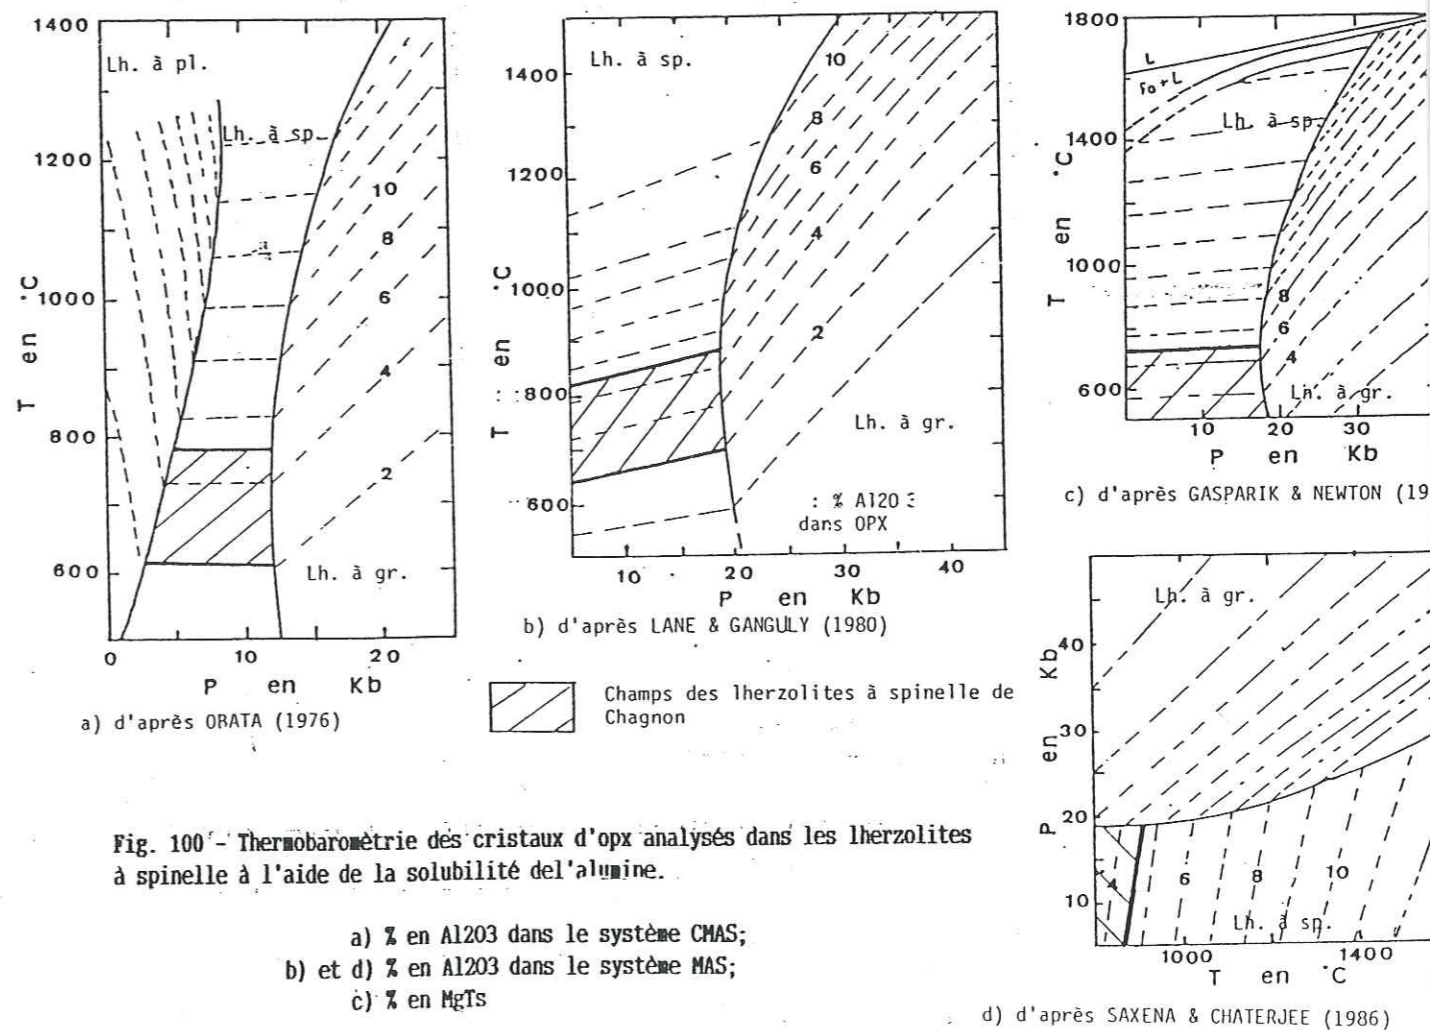 1400
1200
1000
800
600
T en °C
Lh. à pl.
Lh. à sp.
10
8
6
4
2
Lh. à gr.
0 10 20
P en Kb
a) d'après OBATA (1976)
1400
1200
1000
800
600
T en °C
Lh. à sp.
10
8
6
4
2
Lh. à gr.
: % Al2O3
dans OPX
10 20 30 40
P en Kb
b) d'après LANE & GANGULY (1980)
1800
1400
1000
600
T en °C
L
Fo+L
Lh. à sp.
8
6
4
Lh. à gr.
10 20 30
P en Kb
c) d'après GASPARIK & NEWTON (19
Champs des lherzolites à spinelle de
Chagnon
40
30
20
10
P en Kb
Lh. à gr.
4 6 8 10
Lh. à sp.
1000 1400
T en °C
d) d'après SAXENA & CHATERJEE (1986)
Fig. 100 - Thermobaromètrie des cristaux d'opx analysés dans les lherzolites
à spinelle à l'aide de la solubilité del'alumine.
a) % en Al2O3 dans le système CMAS;
b) et d) % en Al2O3 dans le système MAS;
c) % en MgTs